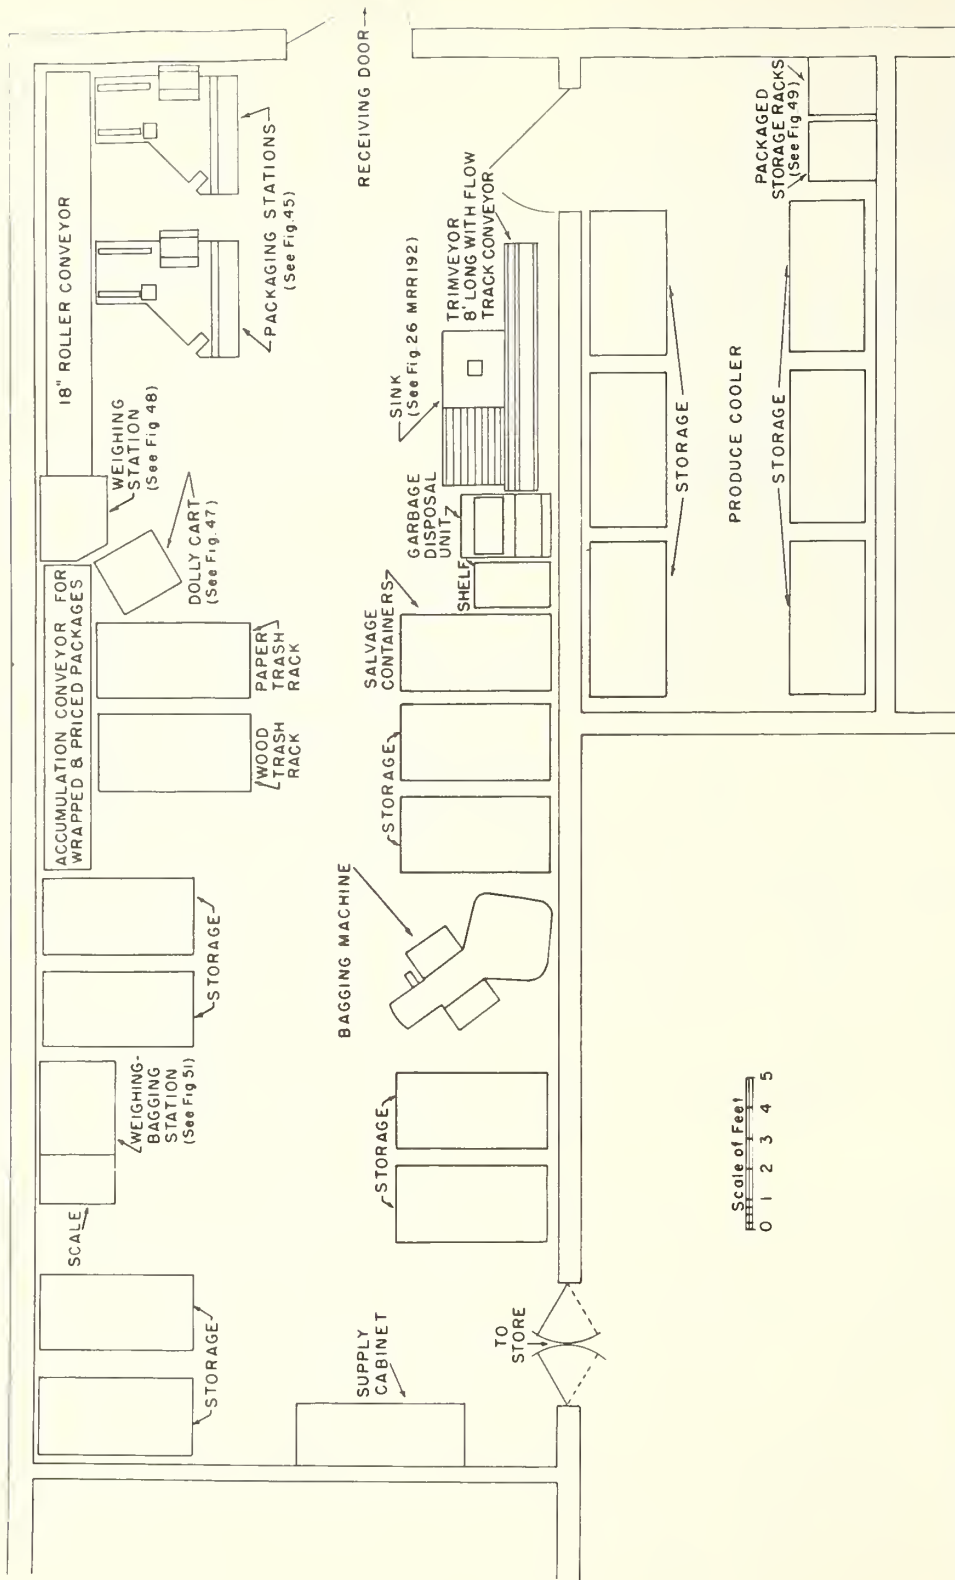 ACCUMULATION CONVEYOR FOR
WRAPPED & PRICED PACKAGES
18" ROLLER CONVEYOR
WEIGHING
STATION
(See Fig 48)
DOLLY CART
(See Fig. 47)
PACKAGING STATIONS
(See Fig. 45)
RECEIVING DOOR
STORAGE
WEIGHING-
BAGGING
STATION
(See Fig 51)
SCALE
STORAGE
WOOD
TRASH
RACK
PAPER
TRASH
RACK
SUPPLY
CABINET
TO
STORE
STORAGE
BAGGING MACHINE
STORAGE
SALVAGE
CONTAINERS
SHELF
GARBAGE
DISPOSAL
UNIT
SINK
(See Fig. 26 MRR192)
TRIMVEYOR
8' LONG WITH FLOW
TRACK CONVEYOR
STORAGE
PRODUCE COOLER
STORAGE
PACKAGED
STORAGE RACKS
(See Fig. 49)
Scale of Feet
0 1 2 3 4 5